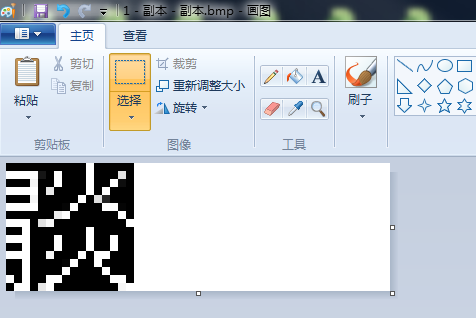 1 - 副本 - 副本.bmp - 画图
主页 查看
粘贴 剪切 复制 选择 裁剪 重新调整大小 旋转 A 刷子
剪贴板 图像 工具